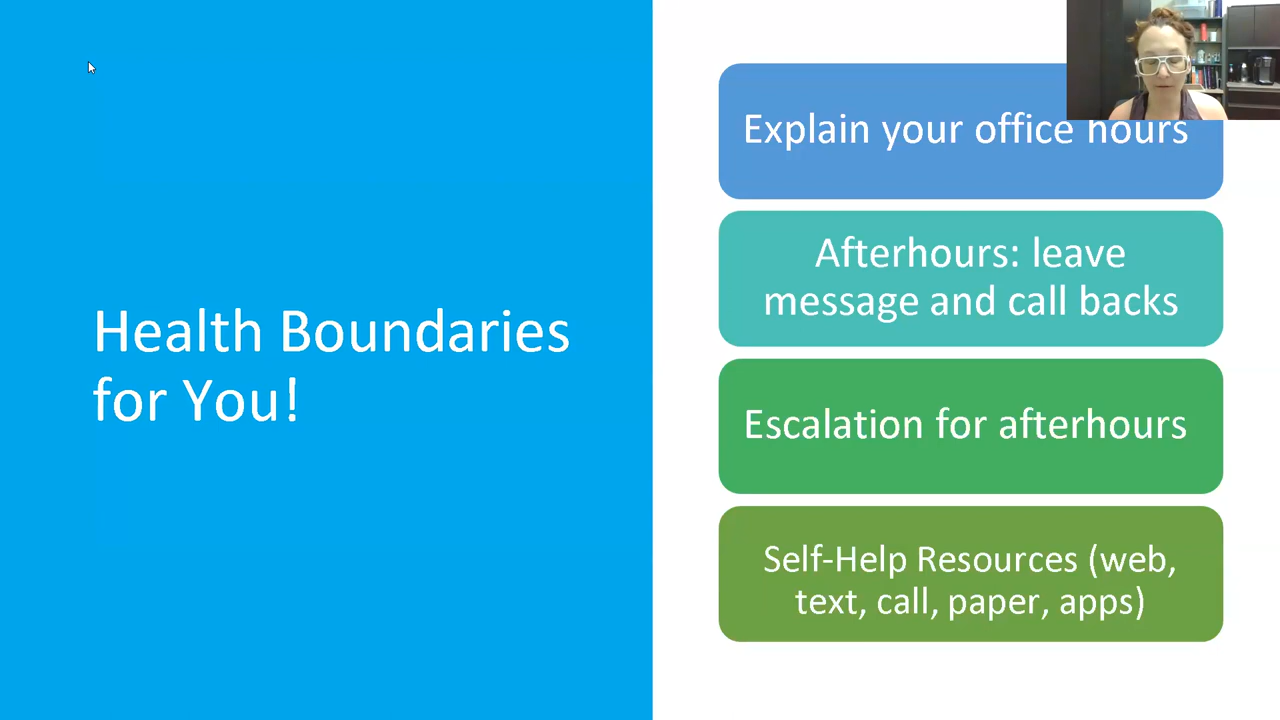 Health Boundaries
for You!
Explain your office hours
Afterhours: leave
message and call backs
Escalation for afterhours
Self-Help Resources (web,
text, call, paper, apps)